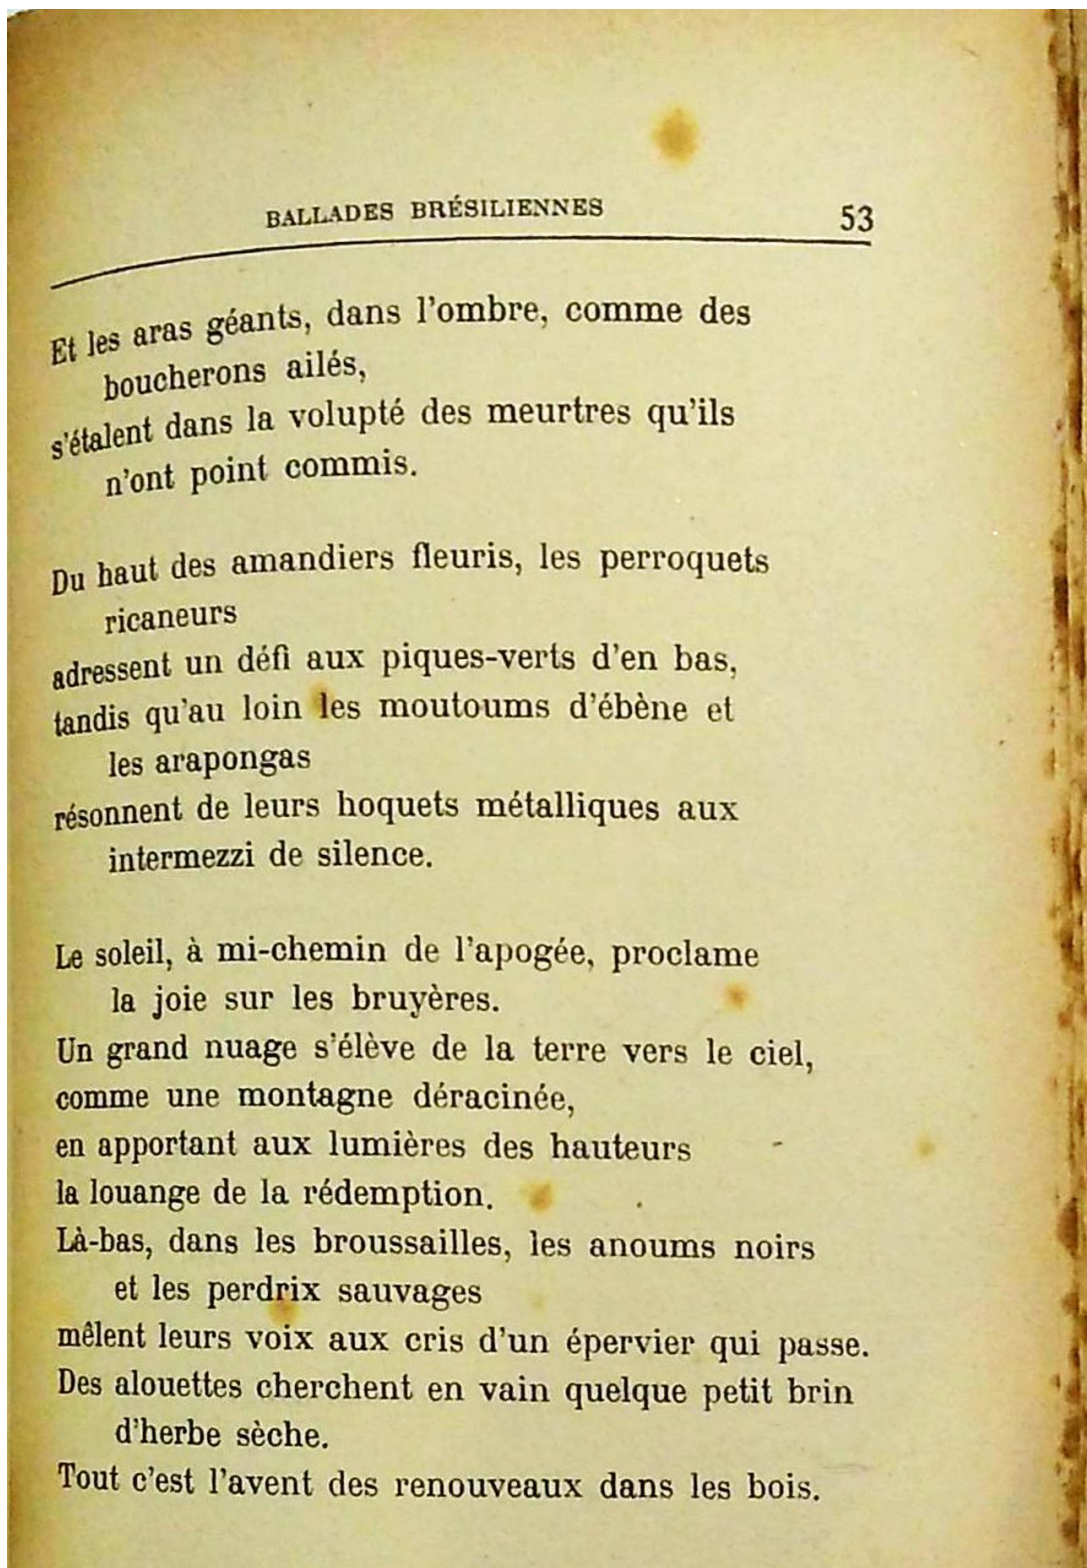 BALLADES BRÉSILIENNES 53
Et les aras géants, dans l'ombre, comme des
boucherons ailés,
s'étalent dans la volupté des meurtres qu'ils
n'ont point commis.
Du haut des amandiers fleuris, les perroquets
ricaneurs
adressent un défi aux piques-verts d'en bas,
tandis qu'au loin les moutoums d'ébène et
les arapongas
résonnent de leurs hoquets métalliques aux
intermezzi de silence.
Le soleil, à mi-chemin de l'apogée, proclame
la joie sur les bruyères.
Un grand nuage s'élève de la terre vers le ciel,
comme une montagne déracinée,
en apportant aux lumières des hauteurs
la louange de la rédemption.
Là-bas, dans les broussailles, les anoums noirs
et les perdrix sauvages
mêlent leurs voix aux cris d'un épervier qui passe.
Des alouettes cherchent en vain quelque petit brin
d'herbe sèche.
Tout c'est l'avent des renouveaux dans les bois.